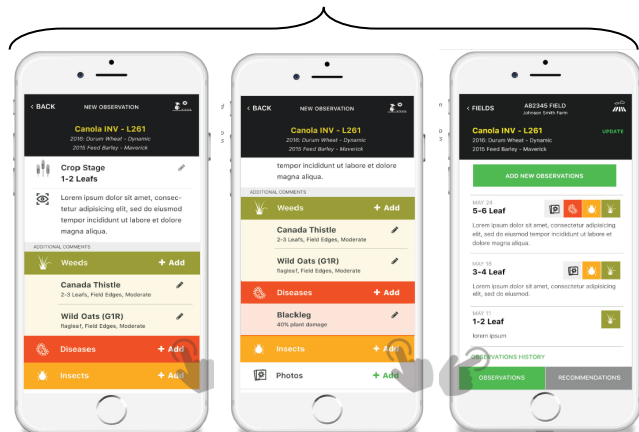 < BACK
NEW OBSERVATION
Canola INV - L261
2016: Durum Wheat - Dynamic
2015 Feed Barley - Maverick
Crop Stage
1-2 Leafs
Lorem ipsum dolor sit amet, consec-
tetur adipisicing elit, sed do eiusmod
tempor incididunt ut labore et dolore
magna aliqua.
ADDITIONAL COMMENTS
Weeds + Add
Canada Thistle
2-3 Leafs, Field Edges, Moderate
Wild Oats (G1R)
flagleaf, Field Edges, Moderate
Diseases + Add
Insects + Add
< BACK
NEW OBSERVATION
Canola INV - L261
2016: Durum Wheat - Dynamic
2015 Feed Barley - Maverick
tempor incididunt ut labore et dolore
magna aliqua.
ADDITIONAL COMMENTS
Weeds + Add
Canada Thistle
2-3 Leafs, Field Edges, Moderate
Wild Oats (G1R)
flagleaf, Field Edges, Moderate
Diseases + Add
Blackleg
40% plant damage
Insects + Add
Photos + Add
< FIELDS
AB2345 FIELD
Johnson Smith Farm
Canola INV - L261
UPDATE
2016: Durum Wheat - Dynamic
2015 Feed Barley - Maverick
ADD NEW OBSERVATIONS
MAY 24
5-6 Leaf
Lorem ipsum dolor sit amet, consectetur adipisicing
elit, sed do eiusmod tempor incididunt ut labore et
dolore magna aliqua.
MAY 18
3-4 Leaf
Lorem ipsum dolor sit amet, consectetur adipisicing
elit, sed do eiusmod.
MAY 11
1-2 Leaf
lorem ipsum
OBSERVATIONS HISTORY
OBSERVATIONS
RECOMMENDATIONS